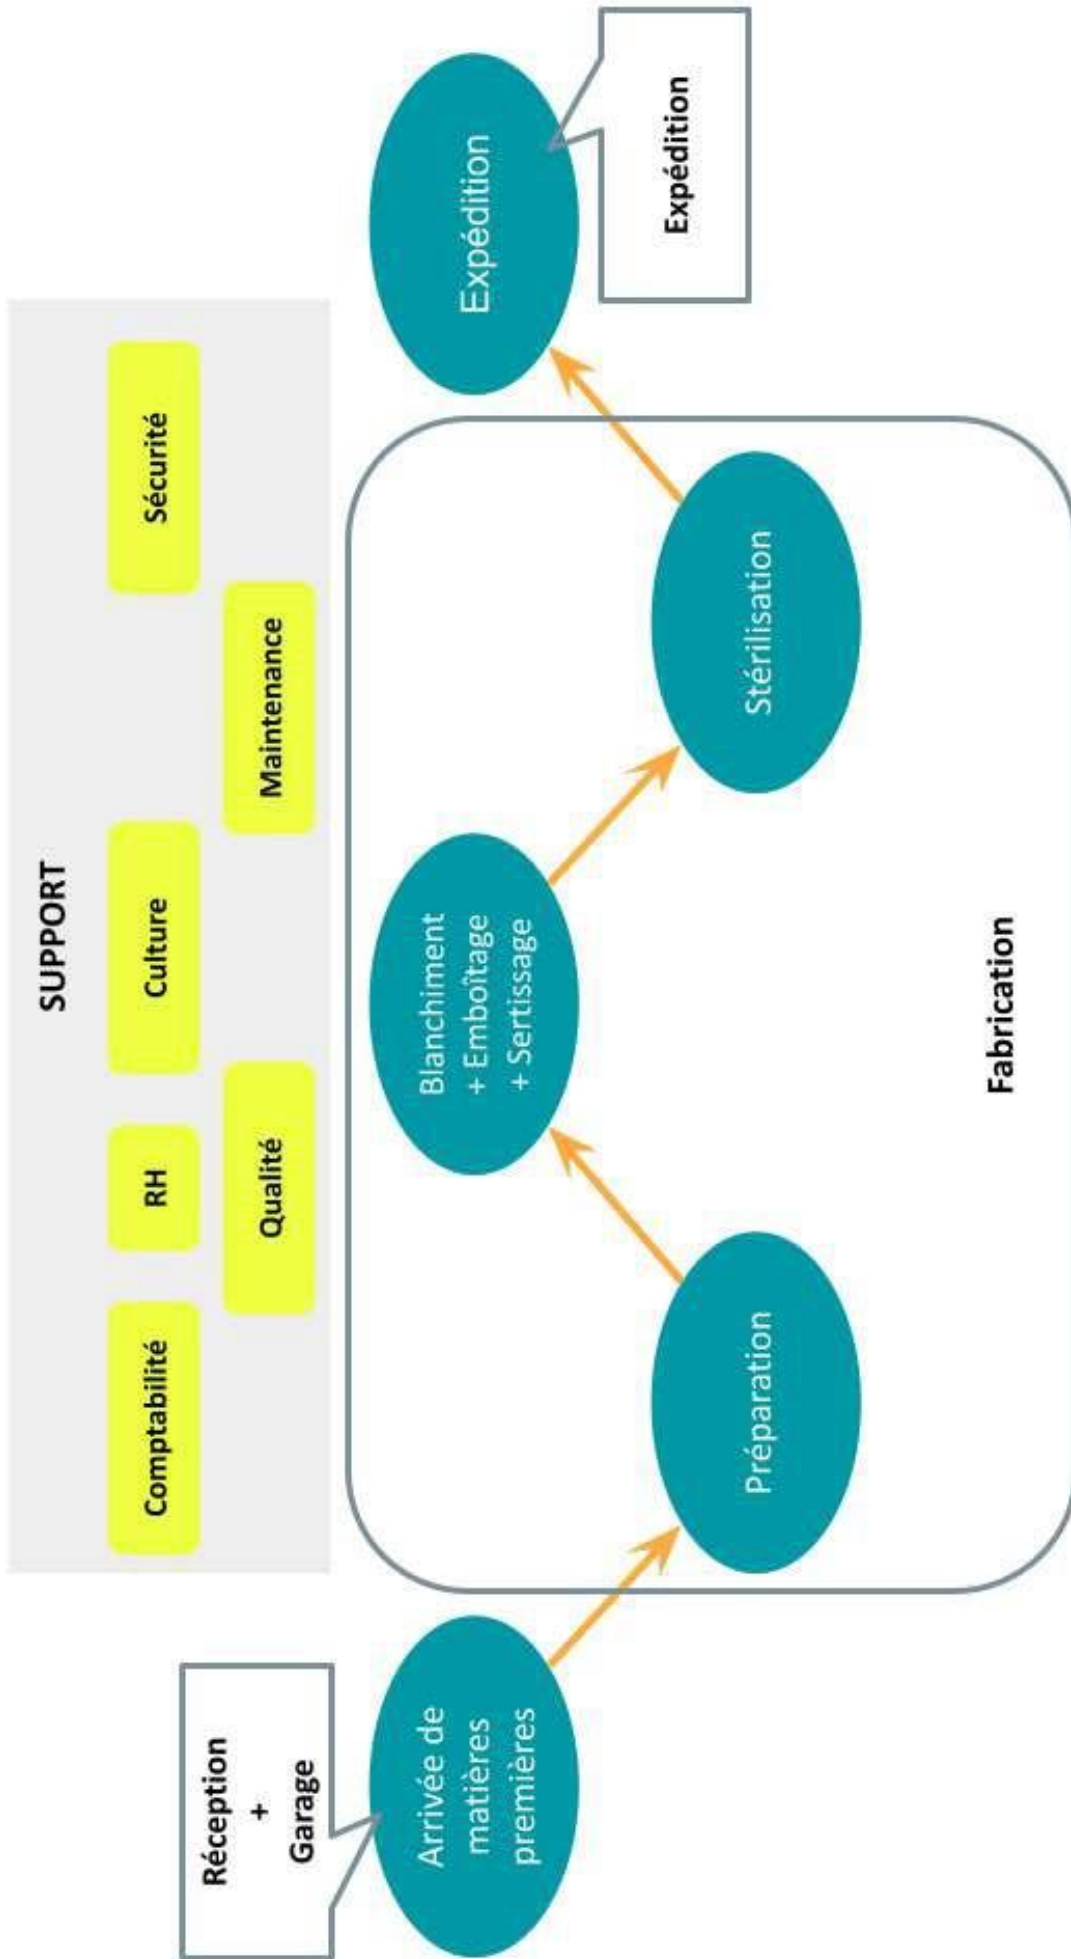 SUPPORT
Comptabilité
RH
Culture
Sécurité
Qualité
Maintenance
Réception
+
Garage
Arrivée de
matières
premières
Préparation
Blanchiment
+ Emboîtage
+ Sertissage
Stérilisation
Expédition
Expédition
Fabrication